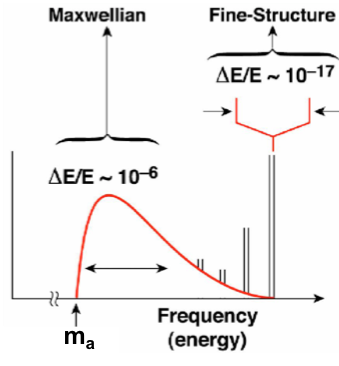 Maxwellian
Fine-Structure
ΔE/E ~ 10⁻¹⁷
ΔE/E ~ 10⁻⁶
Frequency
(energy)
mₐ